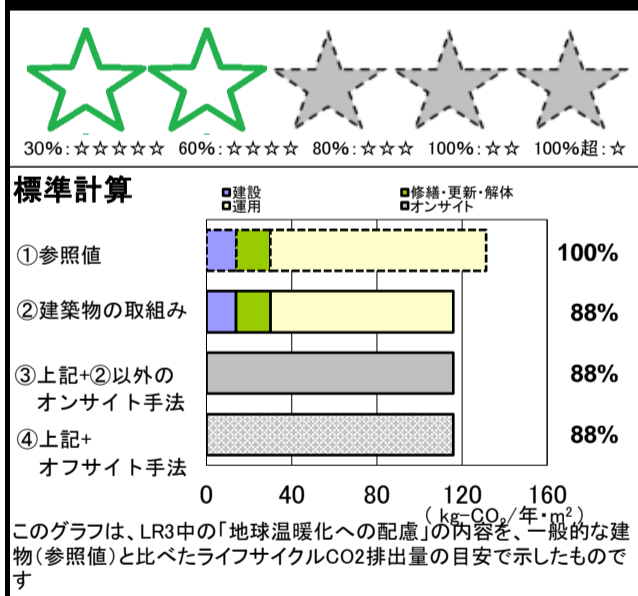 30%:☆☆☆☆☆ 60%:☆☆☆☆ 80%:☆☆☆ 100%:☆☆ 100%超:☆
標準計算
建設 修繕・更新・解体
運用 オンサイト
①参照値 100%
②建築物の取組み 88%
③上記+②以外の
オンサイト手法 88%
④上記+
オフサイト手法 88%
0 40 80 120 160
( kg-CO₂/年・m²)
このグラフは、LR3中の「地球温暖化への配慮」の内容を、一般的な建
物(参照値)と比べたライフサイクルCO2排出量の目安で示したもので
す